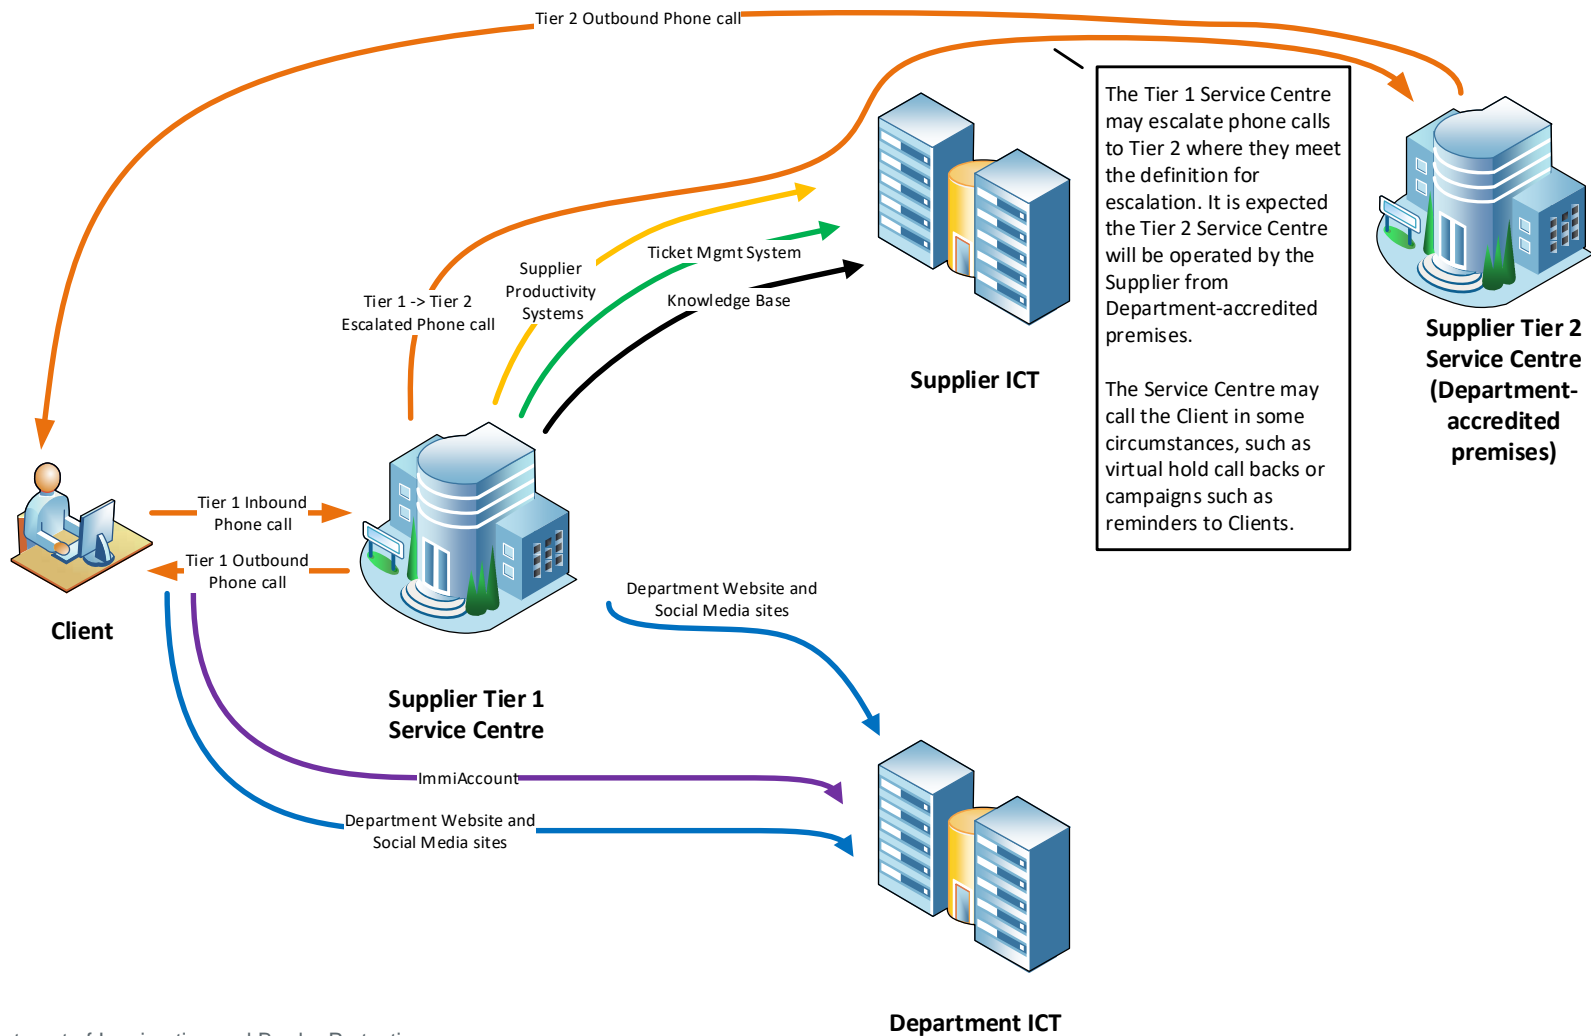 Tier 2 Outbound Phone call
The Tier 1 Service Centre
may escalate phone calls
to Tier 2 where they meet
the definition for
escalation. It is expected
the Tier 2 Service Centre
will be operated by the
Supplier from
Department-accredited
premises.
The Service Centre may
call the Client in some
circumstances, such as
virtual hold call backs or
campaigns such as
reminders to Clients.
Supplier Tier 2
Service Centre
(Department-
accredited
premises)
Tier 1 -> Tier 2
Escalated Phone call
Supplier
Productivity
Systems
Ticket Mgmt System
Knowledge Base
Supplier ICT
Tier 1 Inbound
Phone call
Tier 1 Outbound
Phone call
Client
Supplier Tier 1
Service Centre
Department Website and
Social Media sites
ImmiAccount
Department Website and
Social Media sites
Department ICT